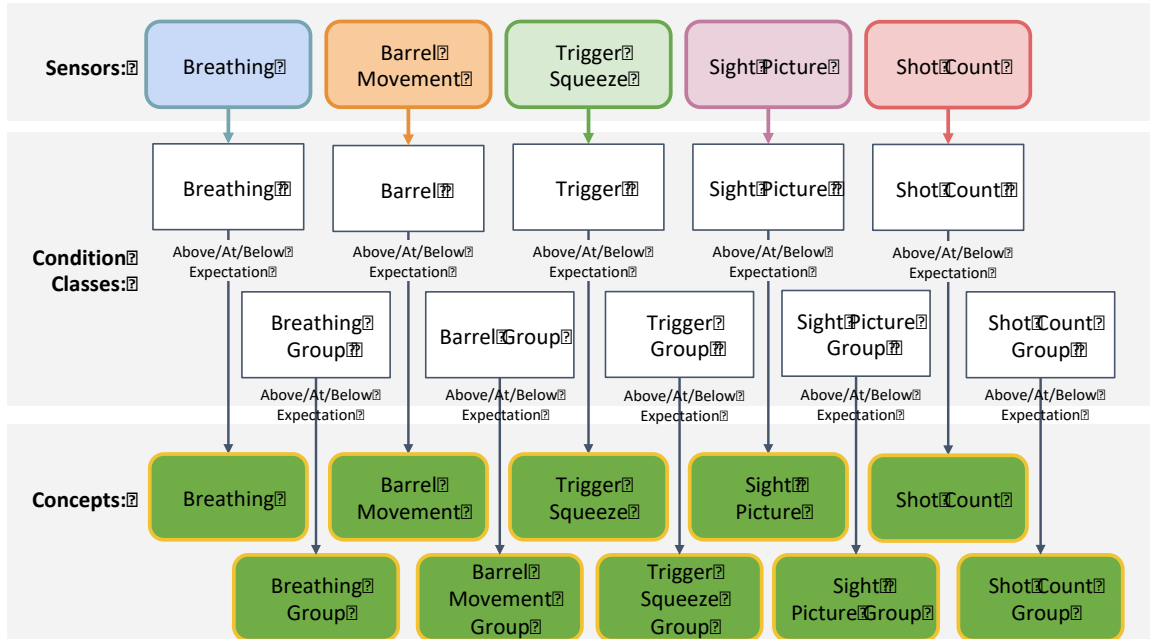 Sensors:
Breathing
Barrel
Movement
Trigger
Squeeze
Sight Picture
Shot Count
Condition
Classes:
Breathing
Barrel
Trigger
Sight Picture
Shot Count
Above/At/Below
Expectation
Above/At/Below
Expectation
Above/At/Below
Expectation
Above/At/Below
Expectation
Above/At/Below
Expectation
Breathing
Group
Barrel Group
Trigger
Group
Sight Picture
Group
Shot Count
Group
Above/At/Below
Expectation
Above/At/Below
Expectation
Above/At/Below
Expectation
Above/At/Below
Expectation
Above/At/Below
Expectation
Concepts:
Breathing
Barrel
Movement
Trigger
Squeeze
Sight
Picture
Shot Count
Breathing
Group
Barrel
Movement
Group
Trigger
Squeeze
Group
Sight
Picture Group
Shot Count
Group